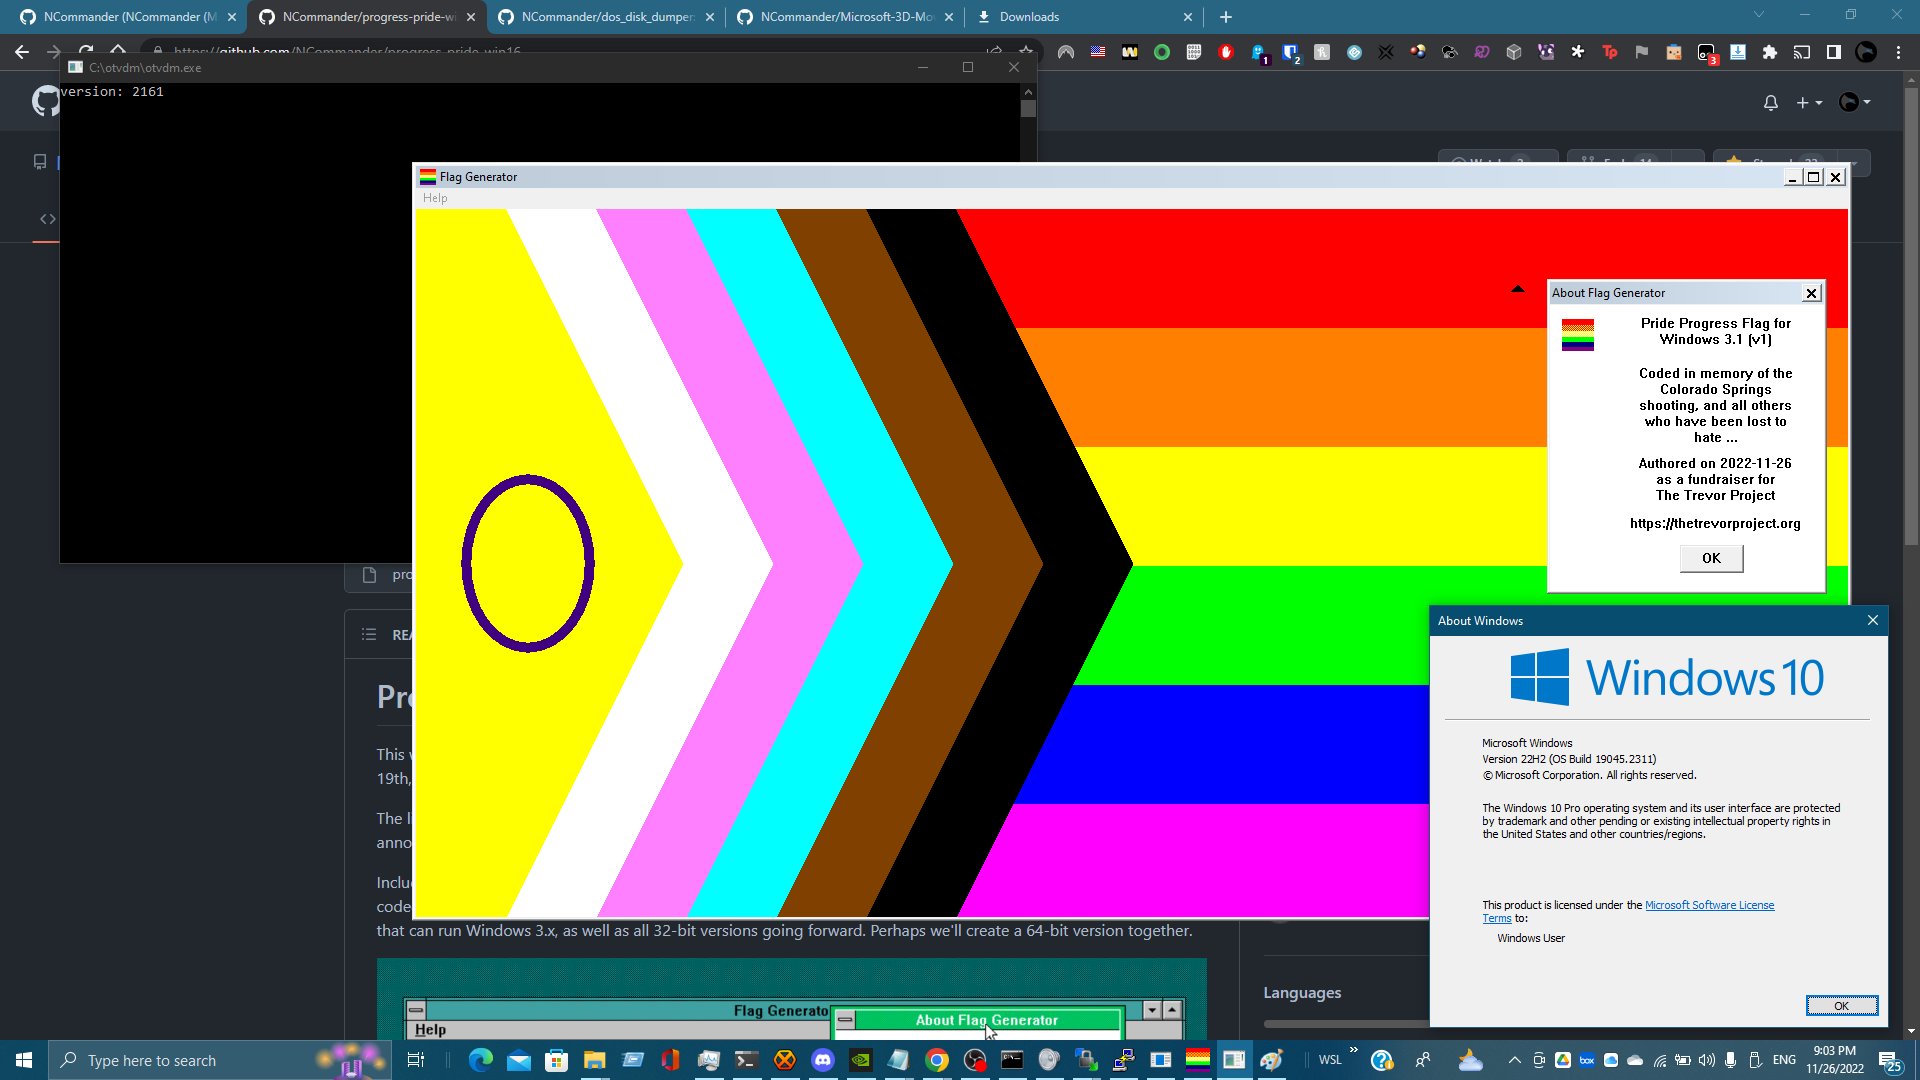 NCommander (NCommander (M
NCommander/progress-pride-wi
NCommander/dos_disk_dumper
NCommander/Microsoft-3D-Mo
Downloads
https://github.com/NCommander/progress-pride-win16
C:\otvdm\otvdm.exe
version: 2161
Flag Generator
Help
About Flag Generator
Pride Progress Flag for
Windows 3.1 (v1)
Coded in memory of the
Colorado Springs
shooting, and all others
who have been lost to
hate ...
Authored on 2022-11-26
as a fundraiser for
The Trevor Project
https://thetrevorproject.org
OK
About Windows
Windows 10
Microsoft Windows
Version 22H2 (OS Build 19045.2311)
© Microsoft Corporation. All rights reserved.
The Windows 10 Pro operating system and its user interface are protected
by trademark and other pending or existing intellectual property rights in
the United States and other countries/regions.
This product is licensed under the Microsoft Software License
Terms to:
Windows User
OK
pro
REA
Pro
This w
19th,
The l
anno
Inclu
code
that can run Windows 3.x, as well as all 32-bit versions going forward. Perhaps we'll create a 64-bit version together.
Languages
Flag Generato
About Flag Generator
Help
Type here to search
WSL
ENG
9:03 PM
11/26/2022
25